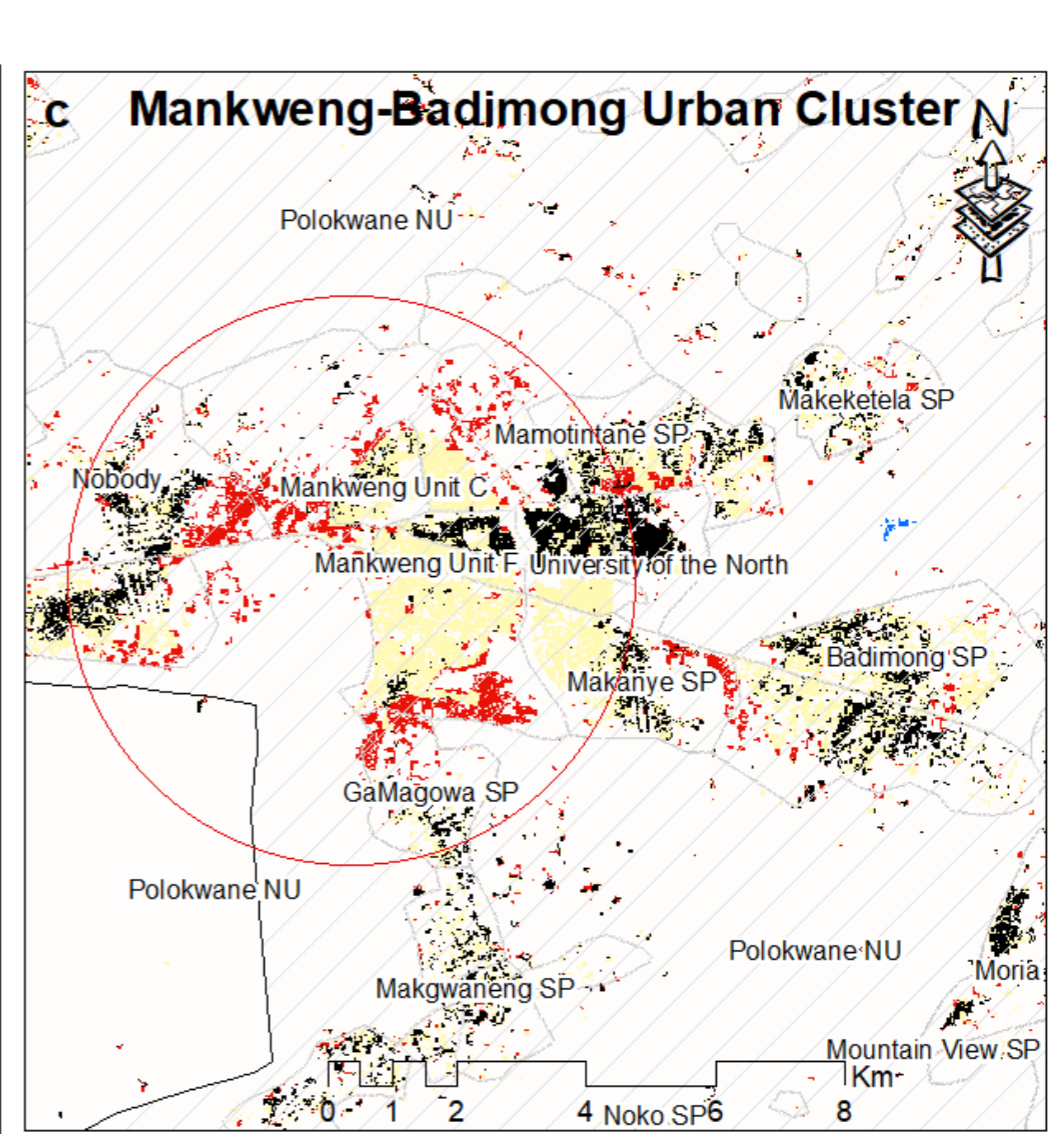 c Mankweng-Badimong Urban Cluster N
Polokwane NU
Makeketela SP
Mamotintane SP
Nobody
Mankweng Unit C
Mankweng Unit F University of the North
Badimong SP
Makanye SP
GaMagowa SP
Polokwane NU
Polokwane NU
Moria
Makgwaneng SP
Mountain View SP
Km
0 1 2 4 Noko SP 6 8